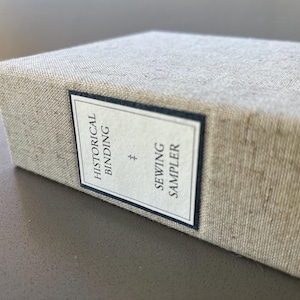 HISTORICAL
BINDING
‡
SEWING
SAMPLER